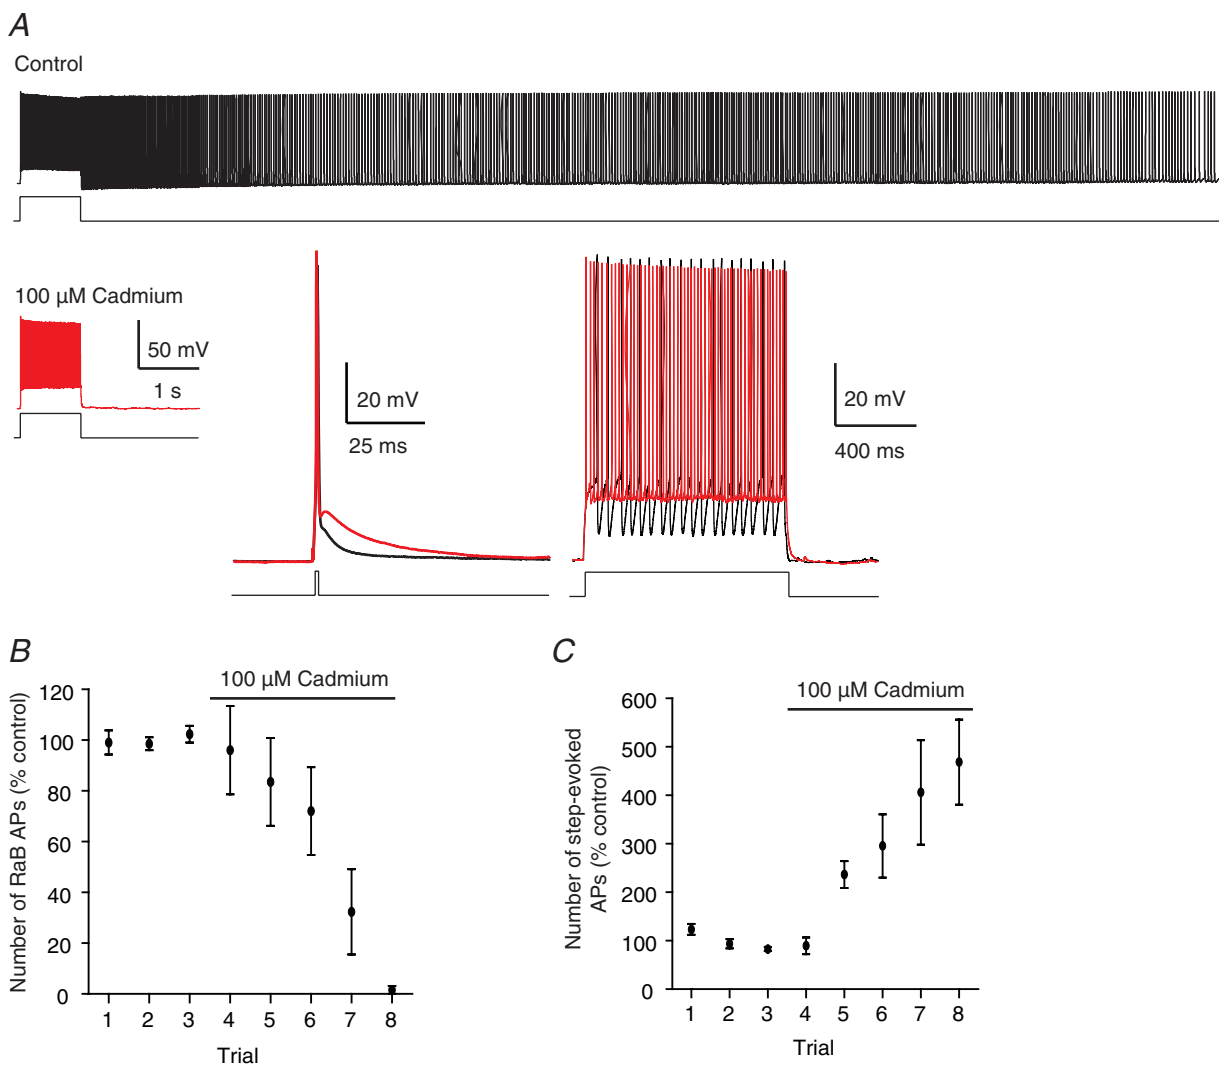 A
Control
100 µM Cadmium
50 mV
1 s
20 mV
25 ms
20 mV
400 ms
B
100 µM Cadmium
Number of RaB APs (% control)
120
100
80
60
40
20
0
1 2 3 4 5 6 7 8
Trial
C
100 µM Cadmium
Number of step-evoked
APs (% control)
600
500
400
300
200
100
0
1 2 3 4 5 6 7 8
Trial